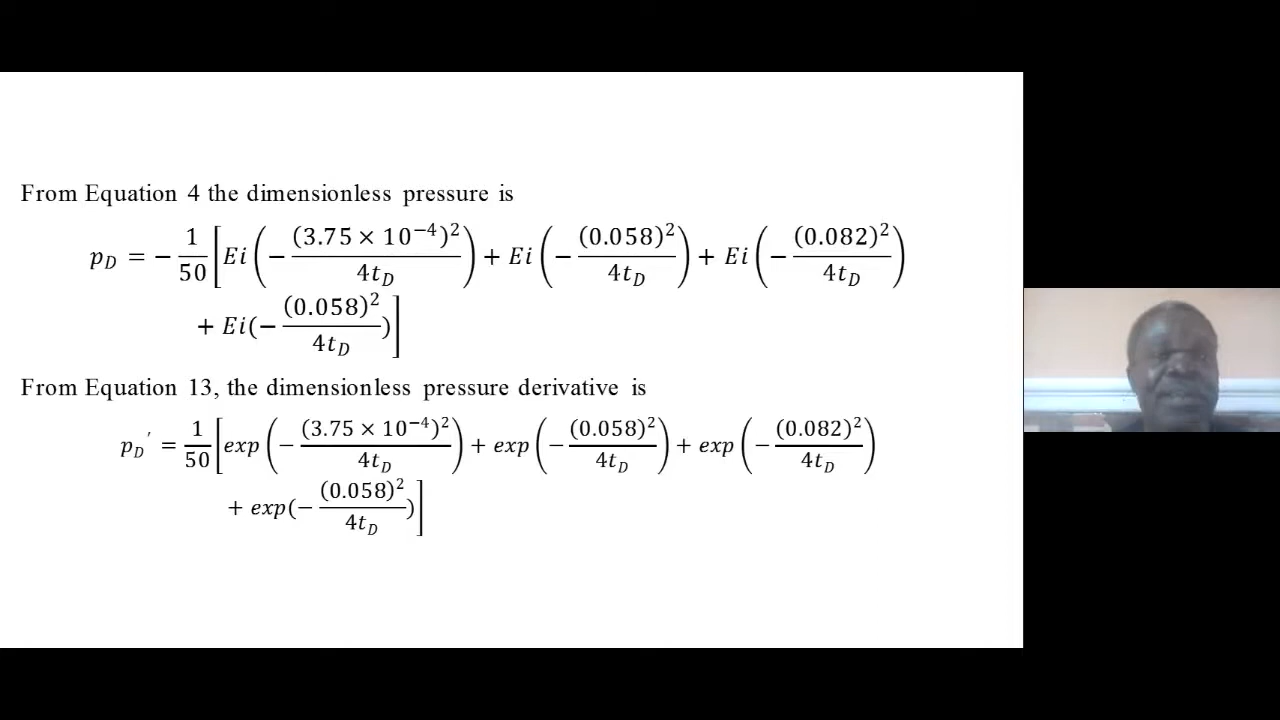 From Equation 4 the dimensionless pressure is
p_D = − 1/50 [Ei(− (3.75 × 10⁻⁴)²/4t_D) + Ei(− (0.058)²/4t_D) + Ei(− (0.082)²/4t_D)
+ Ei(− (0.058)²/4t_D)]
From Equation 13, the dimensionless pressure derivative is
p_D′ = 1/50 [exp(− (3.75 × 10⁻⁴)²/4t_D) + exp(− (0.058)²/4t_D) + exp(− (0.082)²/4t_D)
+ exp(− (0.058)²/4t_D)]